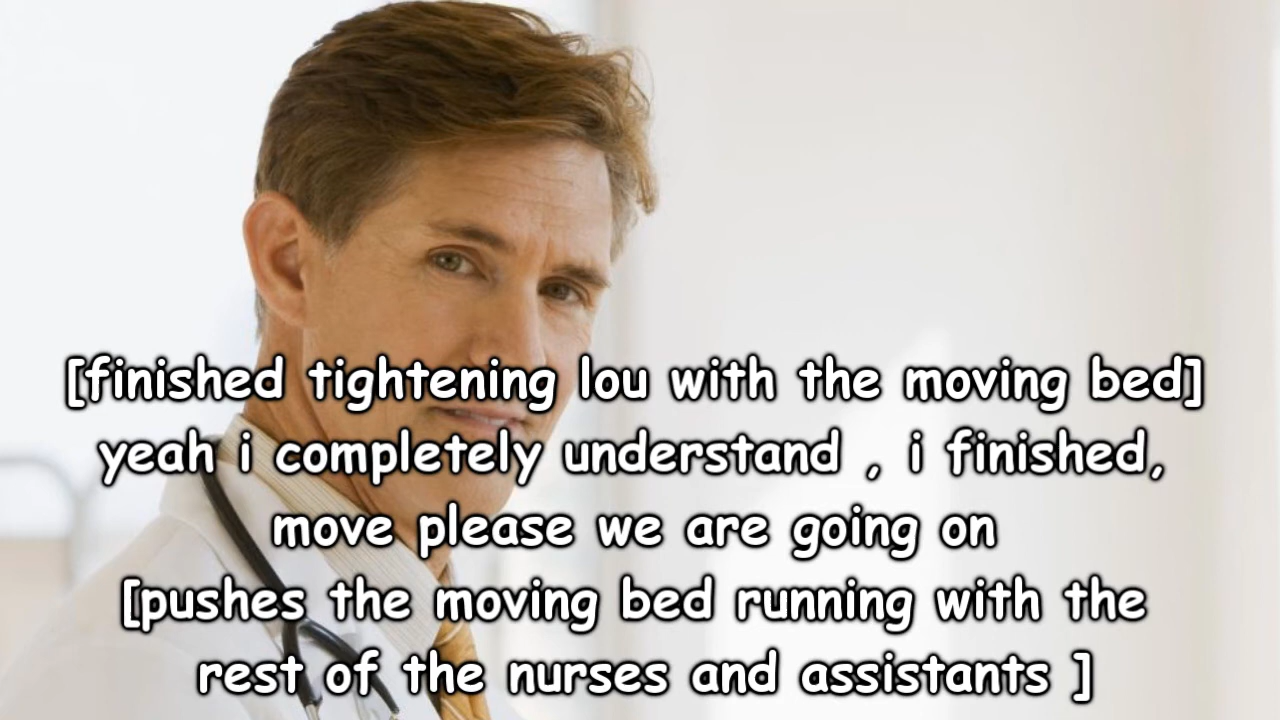 [finished tightening lou with the moving bed]
yeah i completely understand , i finished,
move please we are going on
[pushes the moving bed running with the
rest of the nurses and assistants ]